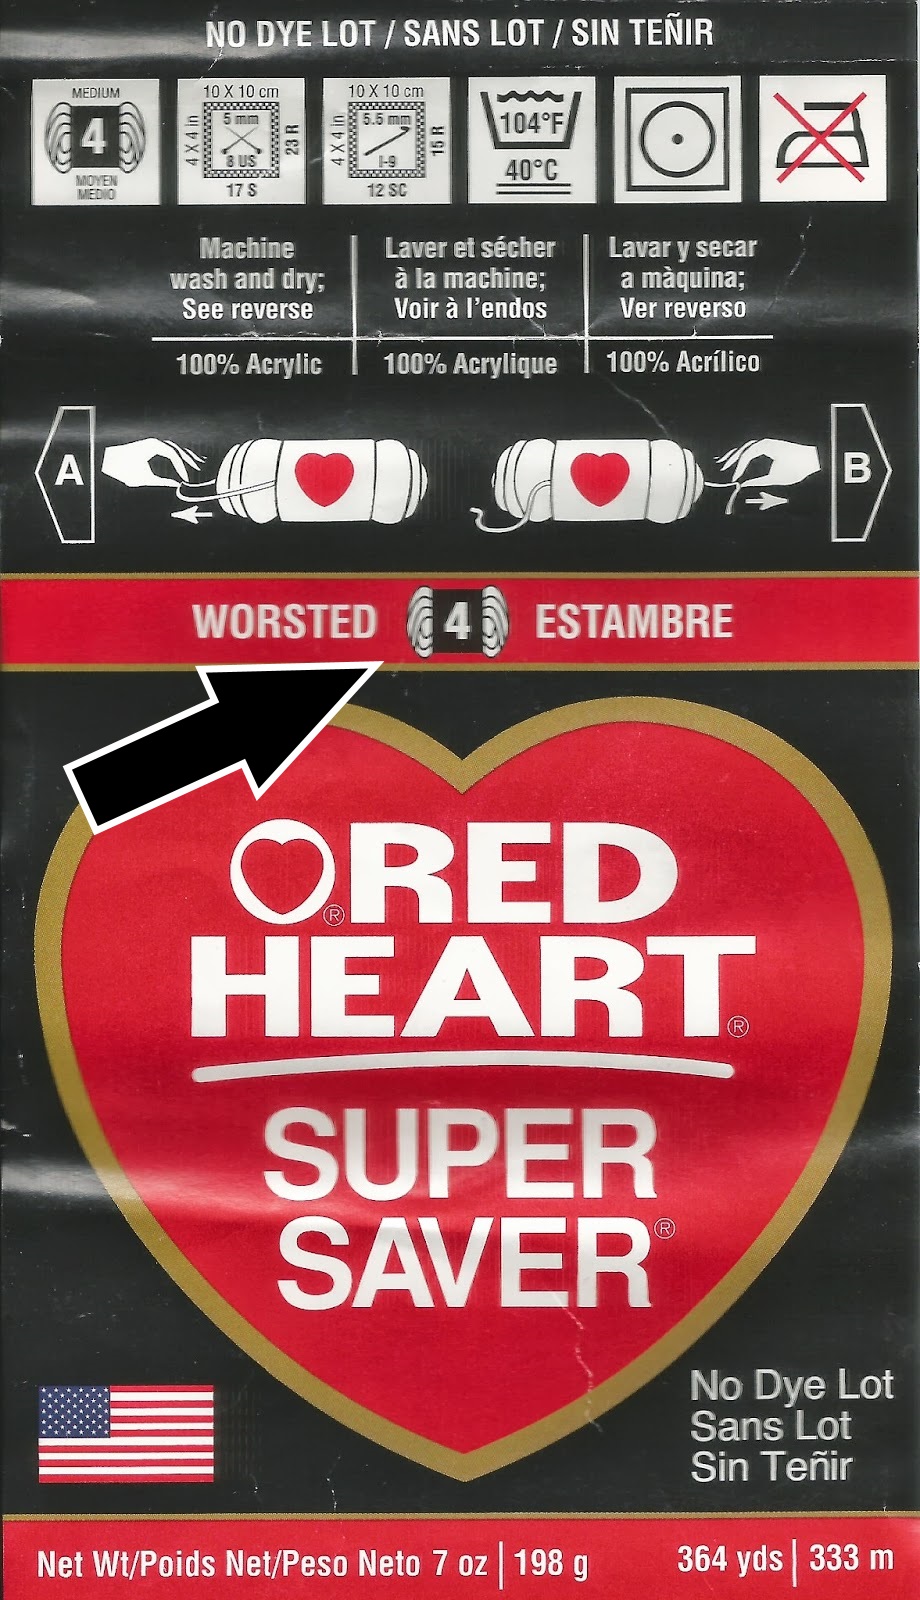 NO DYE LOT / SANS LOT / SIN TEÑIR
MEDIUM
4
MOYEN
MEDIO
10 X 10 cm
4 X 4 in
5 mm
8 US
23 R
17 S
10 X 10 cm
4 X 4 in
5.5 mm
I-9
15 R
12 SC
104°F
40°C
Machine
wash and dry;
See reverse
Laver et sécher
à la machine;
Voir à l'endos
Lavar y secar
a màquina;
Ver reverso
100% Acrylic
100% Acrylique
100% Acrílico
A
B
WORSTED 4 ESTAMBRE
RED
HEART
SUPER
SAVER
No Dye Lot
Sans Lot
Sin Teñir
Net Wt/Poids Net/Peso Neto 7 oz | 198 g
364 yds | 333 m